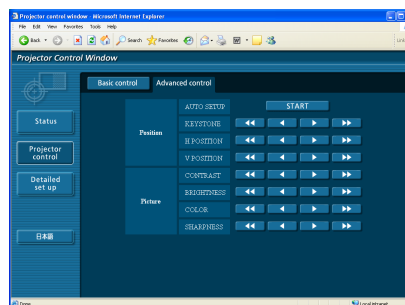 Projector control window - Microsoft Internet Explorer
File Edit View Favorites Tools Help
Back Search Favorites
Projector Control Window
Basic control Advanced control
Status
Projector control
Detailed set up
日本語
Position
AUTO SETUP START
KEYSTONE
H POSITION
V POSITION
Picture
CONTRAST
BRIGHTNESS
COLOR
SHARPNESS
Done
Local intranet